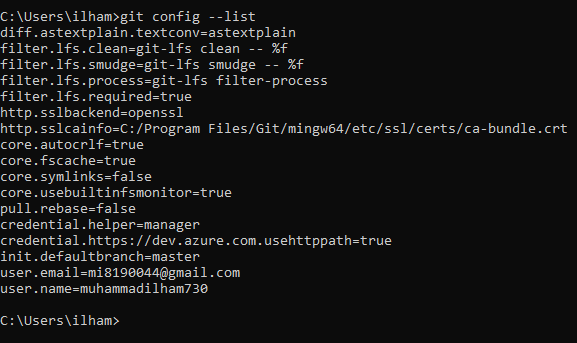 C:\Users\ilham>git config --list
diff.astextplain.textconv=astextplain
filter.lfs.clean=git-lfs clean -- %f
filter.lfs.smudge=git-lfs smudge -- %f
filter.lfs.process=git-lfs filter-process
filter.lfs.required=true
http.sslbackend=openssl
http.sslcainfo=C:/Program Files/Git/mingw64/etc/ssl/certs/ca-bundle.crt
core.autocrlf=true
core.fscache=true
core.symlinks=false
core.usebuiltinfsmonitor=true
pull.rebase=false
credential.helper=manager
credential.https://dev.azure.com.usehttppath=true
init.defaultbranch=master
user.email=mi8190044@gmail.com
user.name=muhammadilham730
C:\Users\ilham>